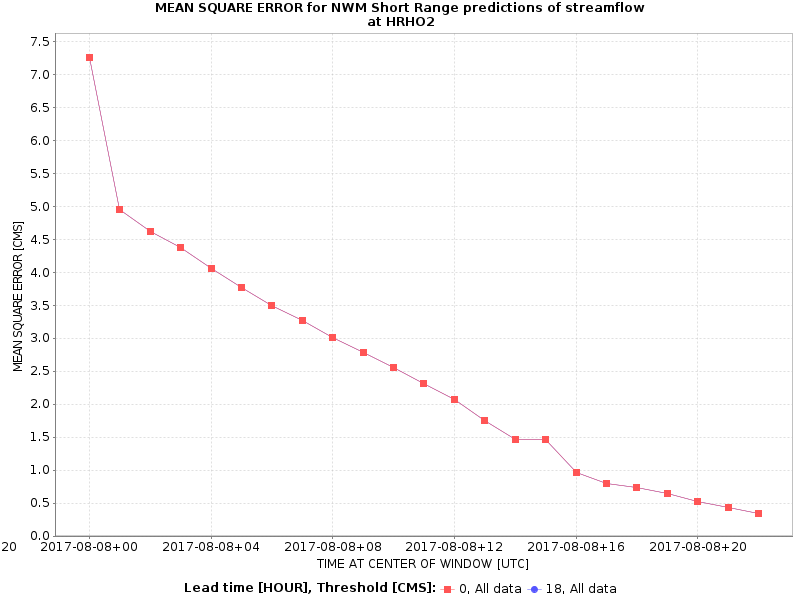 MEAN SQUARE ERROR for NWM Short Range predictions of streamflow
at HRHO2
MEAN SQUARE ERROR [CMS]
7.5
7.0
6.5
6.0
5.5
5.0
4.5
4.0
3.5
3.0
2.5
2.0
1.5
1.0
0.5
0.0
20 2017-08-08+00 2017-08-08+04 2017-08-08+08 2017-08-08+12 2017-08-08+16 2017-08-08+20
TIME AT CENTER OF WINDOW [UTC]
Lead time [HOUR], Threshold [CMS]: 0, All data 18, All data